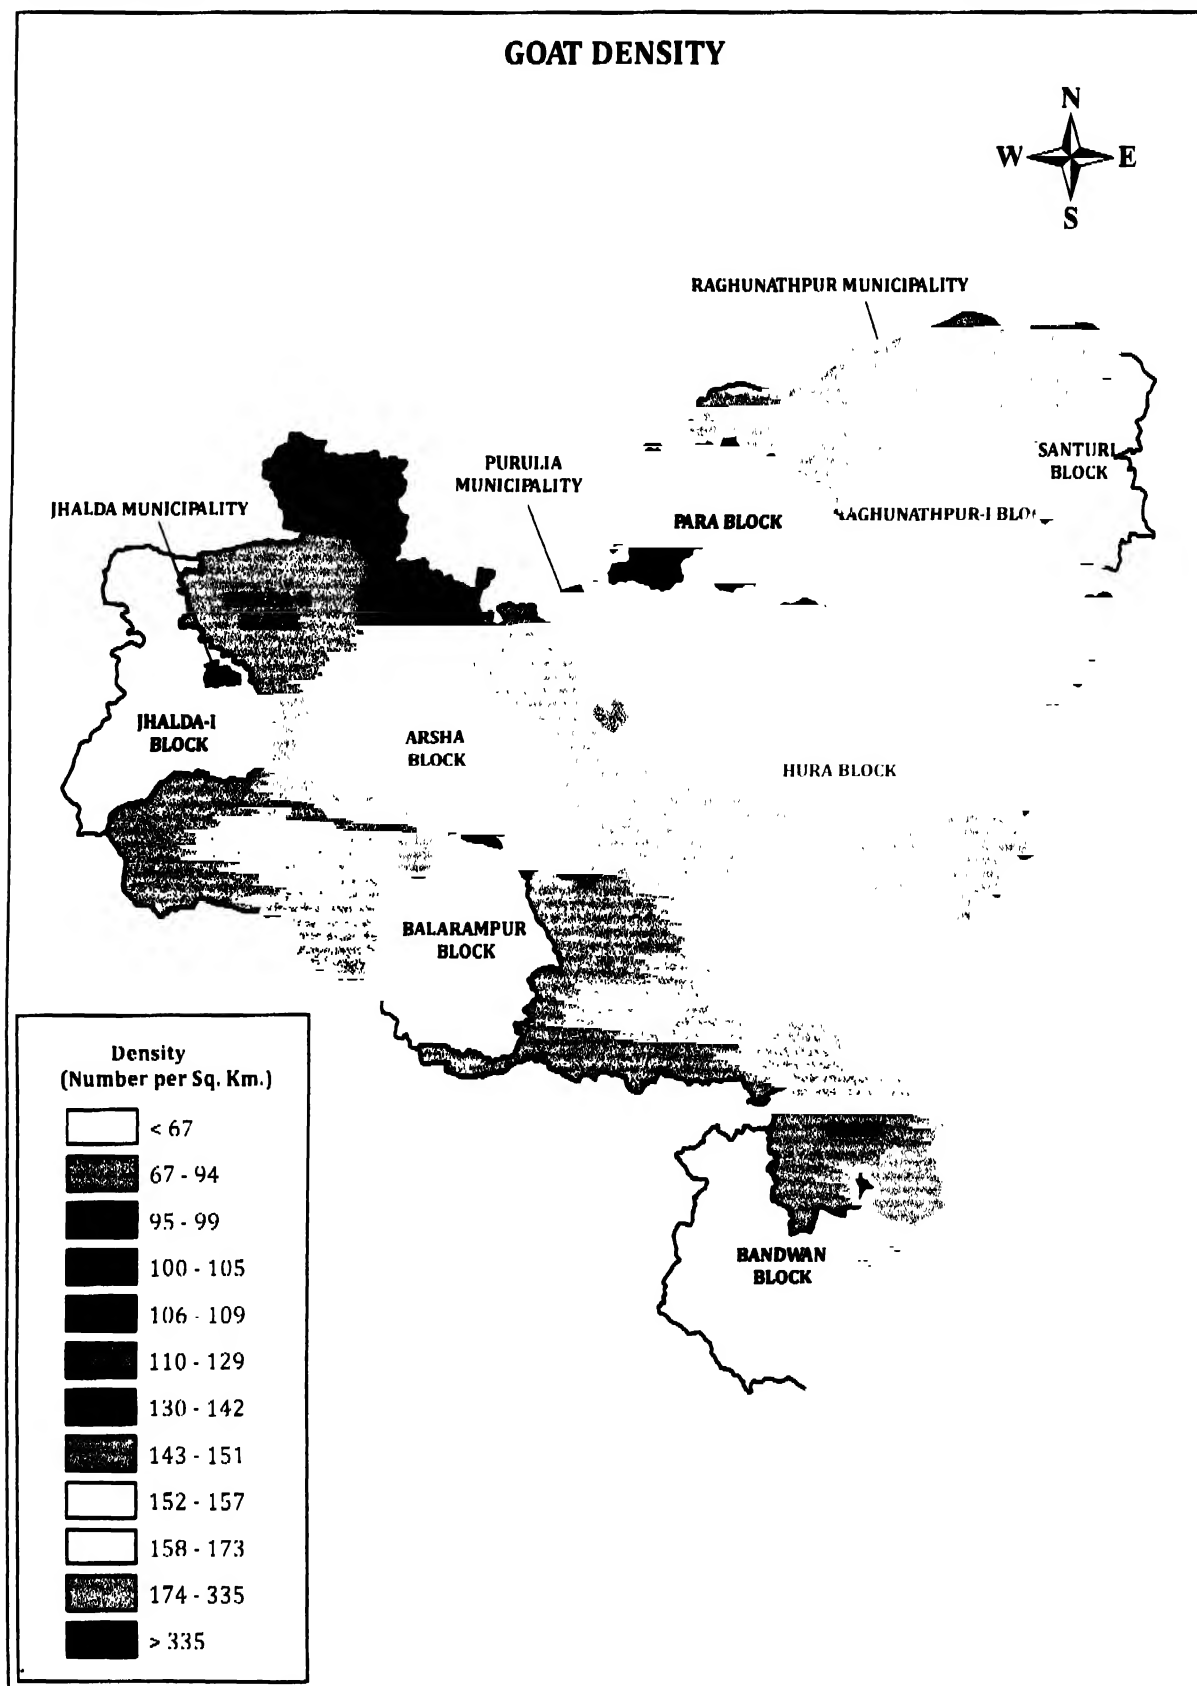 GOAT DENSITY
N
W E
S
RAGHUNATHPUR MUNICIPALITY
SANTURI
BLOCK
PURULIA
MUNICIPALITY
JHALDA MUNICIPALITY
PARA BLOCK
RAGHUNATHPUR-I BLO
JHALDA-I
BLOCK
ARSHA
BLOCK
HURA BLOCK
BALARAMPUR
BLOCK
BANDWAN
BLOCK
Density
(Number per Sq. Km.)
< 67
67 - 94
95 - 99
100 - 105
106 - 109
110 - 129
130 - 142
143 - 151
152 - 157
158 - 173
174 - 335
> 335